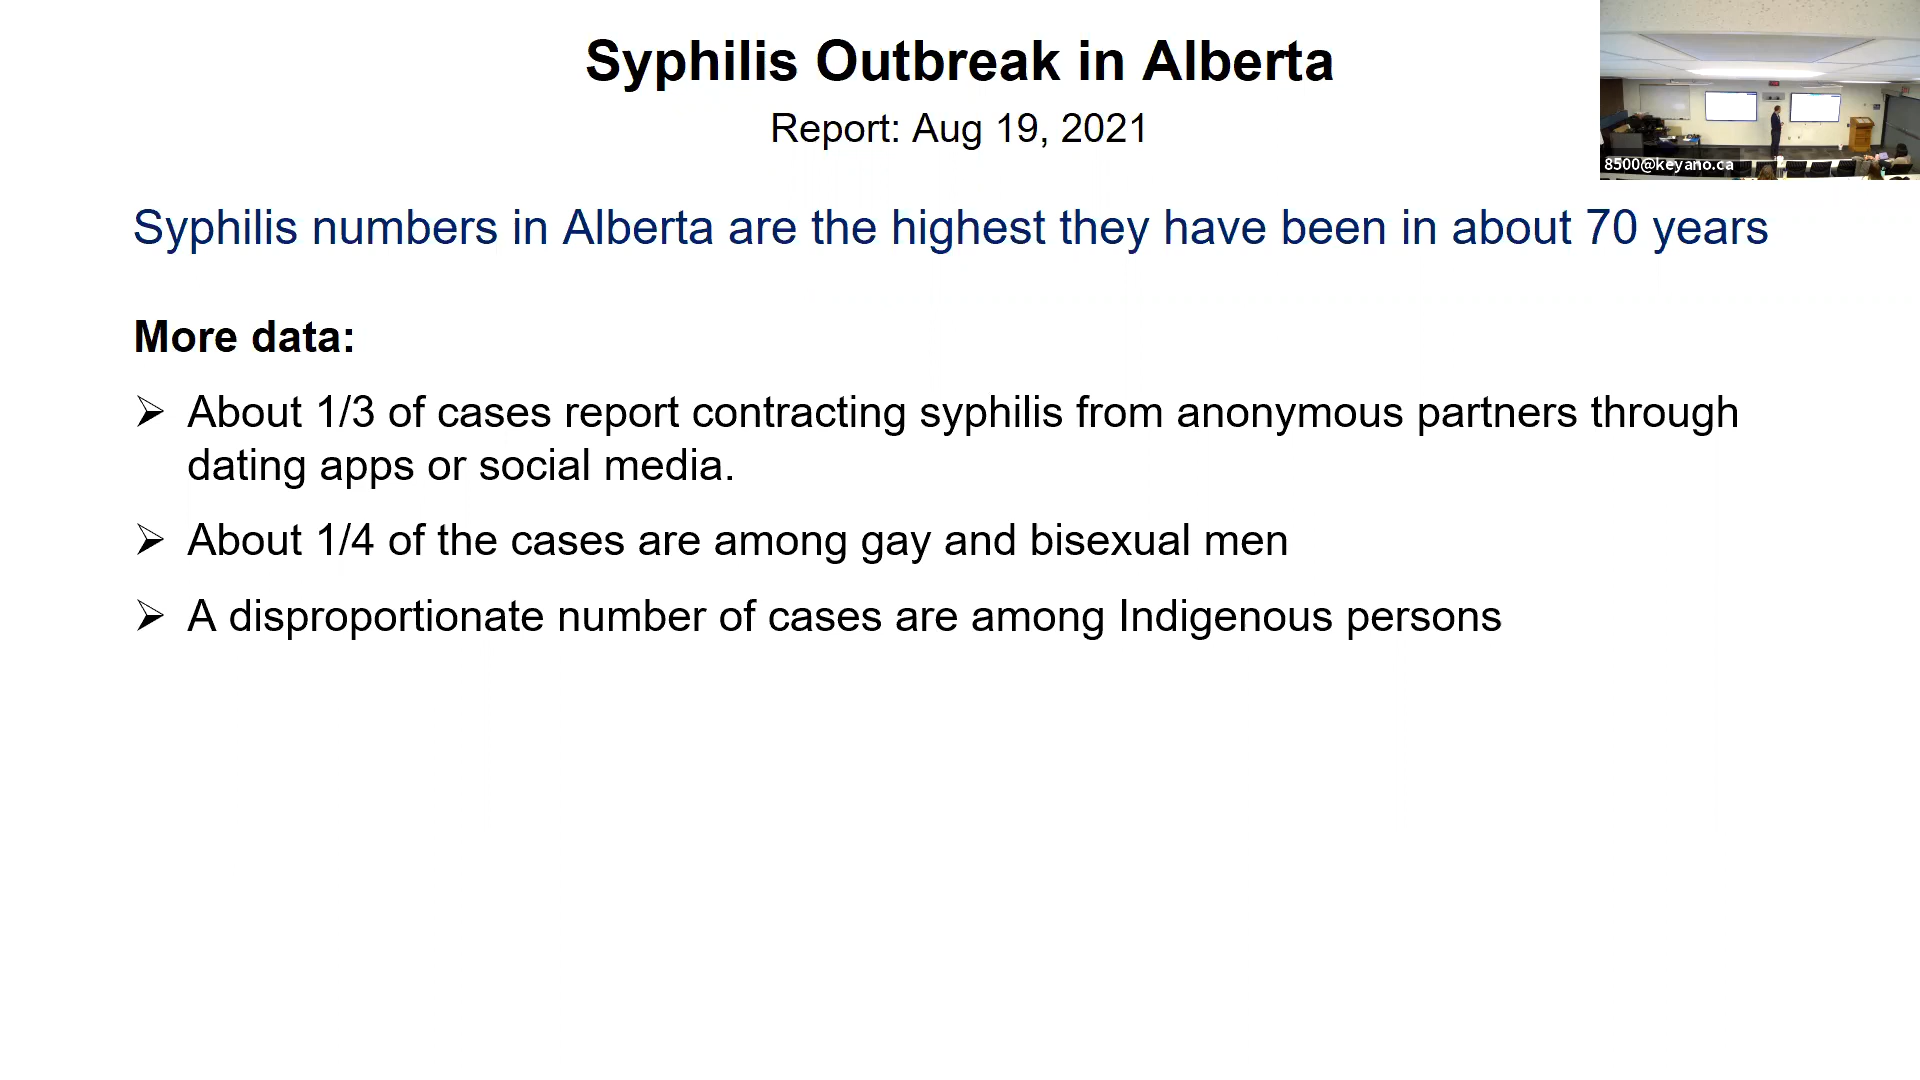 Syphilis Outbreak in Alberta
Report: Aug 19, 2021
8500@keyano.ca
Syphilis numbers in Alberta are the highest they have been in about 70 years
More data:
➢ About 1/3 of cases report contracting syphilis from anonymous partners through
dating apps or social media.
➢ About 1/4 of the cases are among gay and bisexual men
➢ A disproportionate number of cases are among Indigenous persons